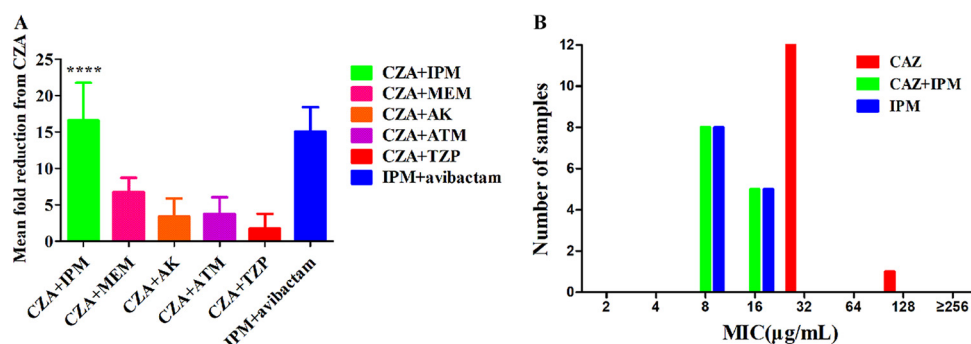 A
Mean fold reduction from CZA
25
20
15
10
5
0
****
CZA+IPM
CZA+MEM
CZA+AK
CZA+ATM
CZA+TZP
IPM+avibactam
CZA+IPM
CZA+MEM
CZA+AK
CZA+ATM
CZA+TZP
IPM+avibactam
B
Number of samples
12
10
8
6
4
2
0
2 4 8 16 32 64 128 2256
MIC(µg/mL)
CAZ
CAZ+IPM
IPM